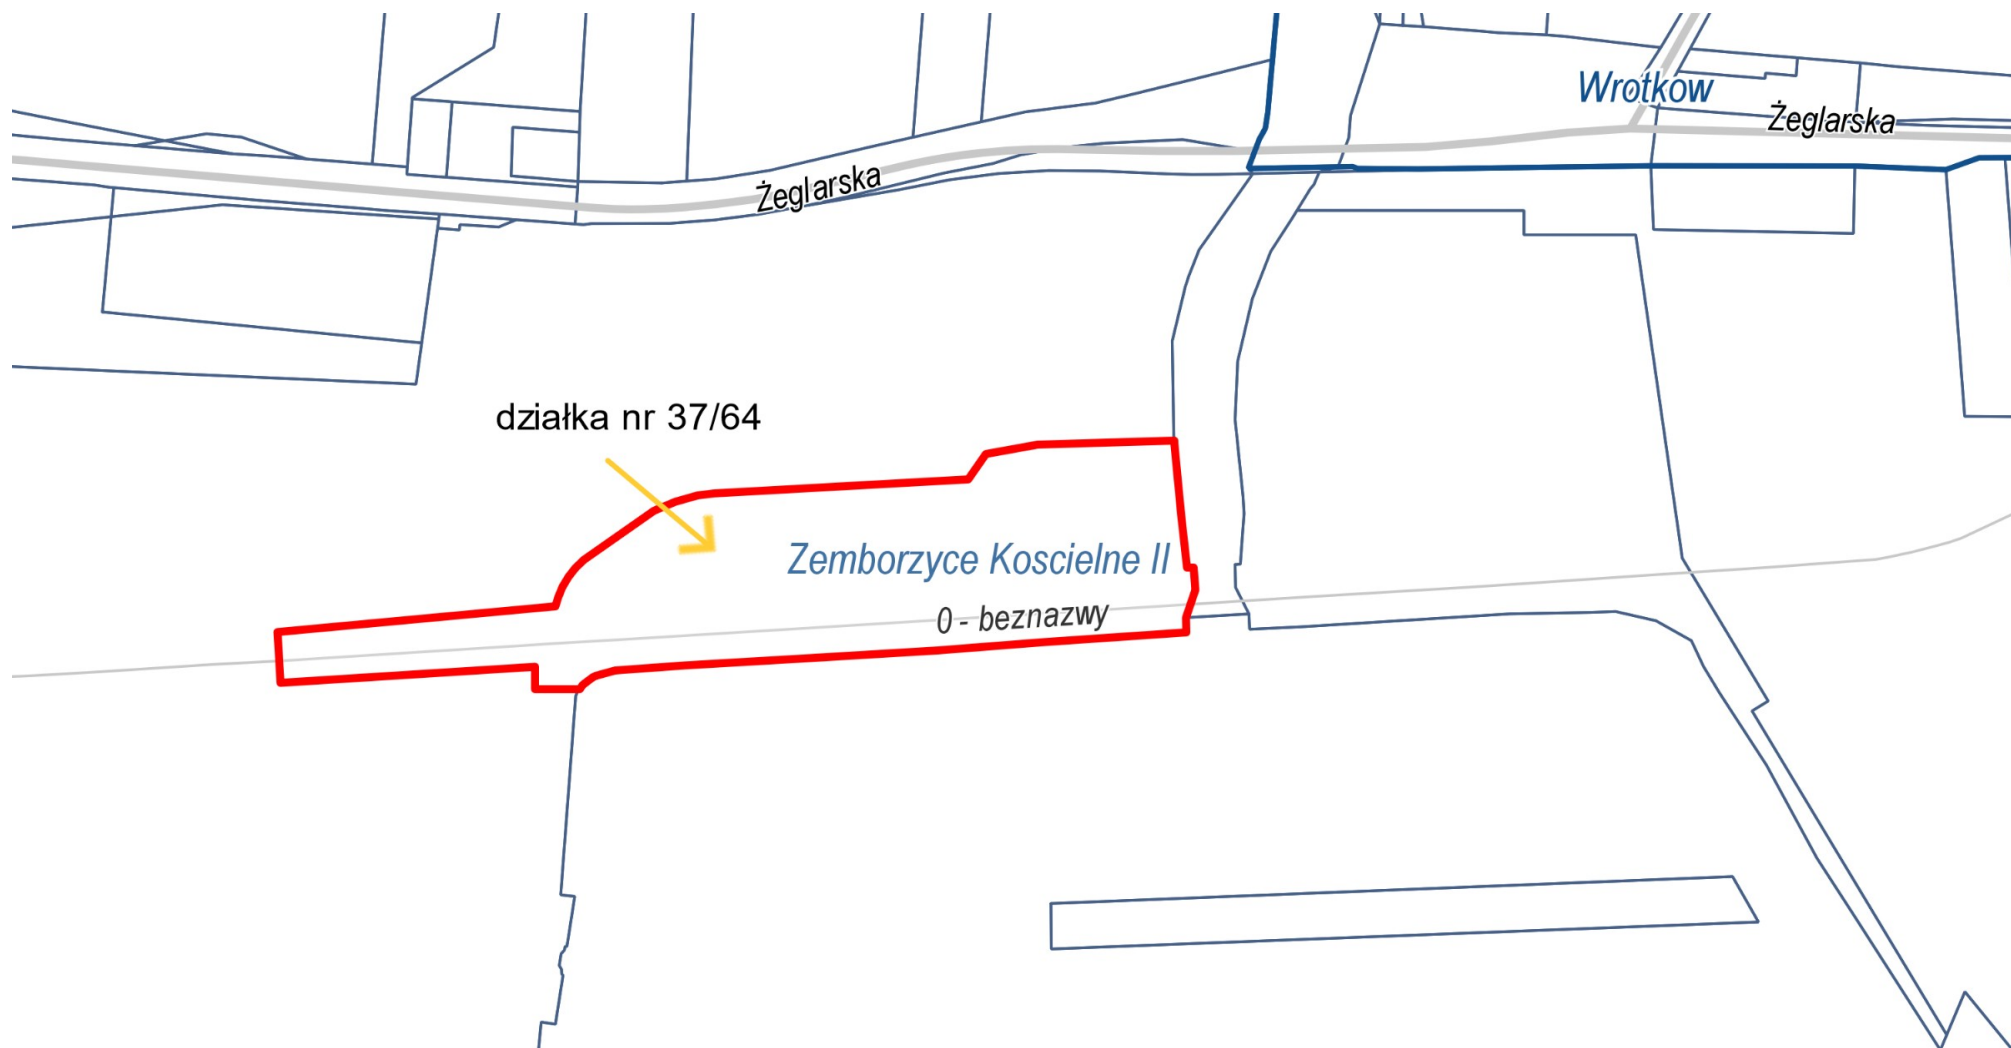 Wrotkow
Żeglarska
Żeglarska
działka nr 37/64
Zemborzyce Koscielne II
0 - beznazwy